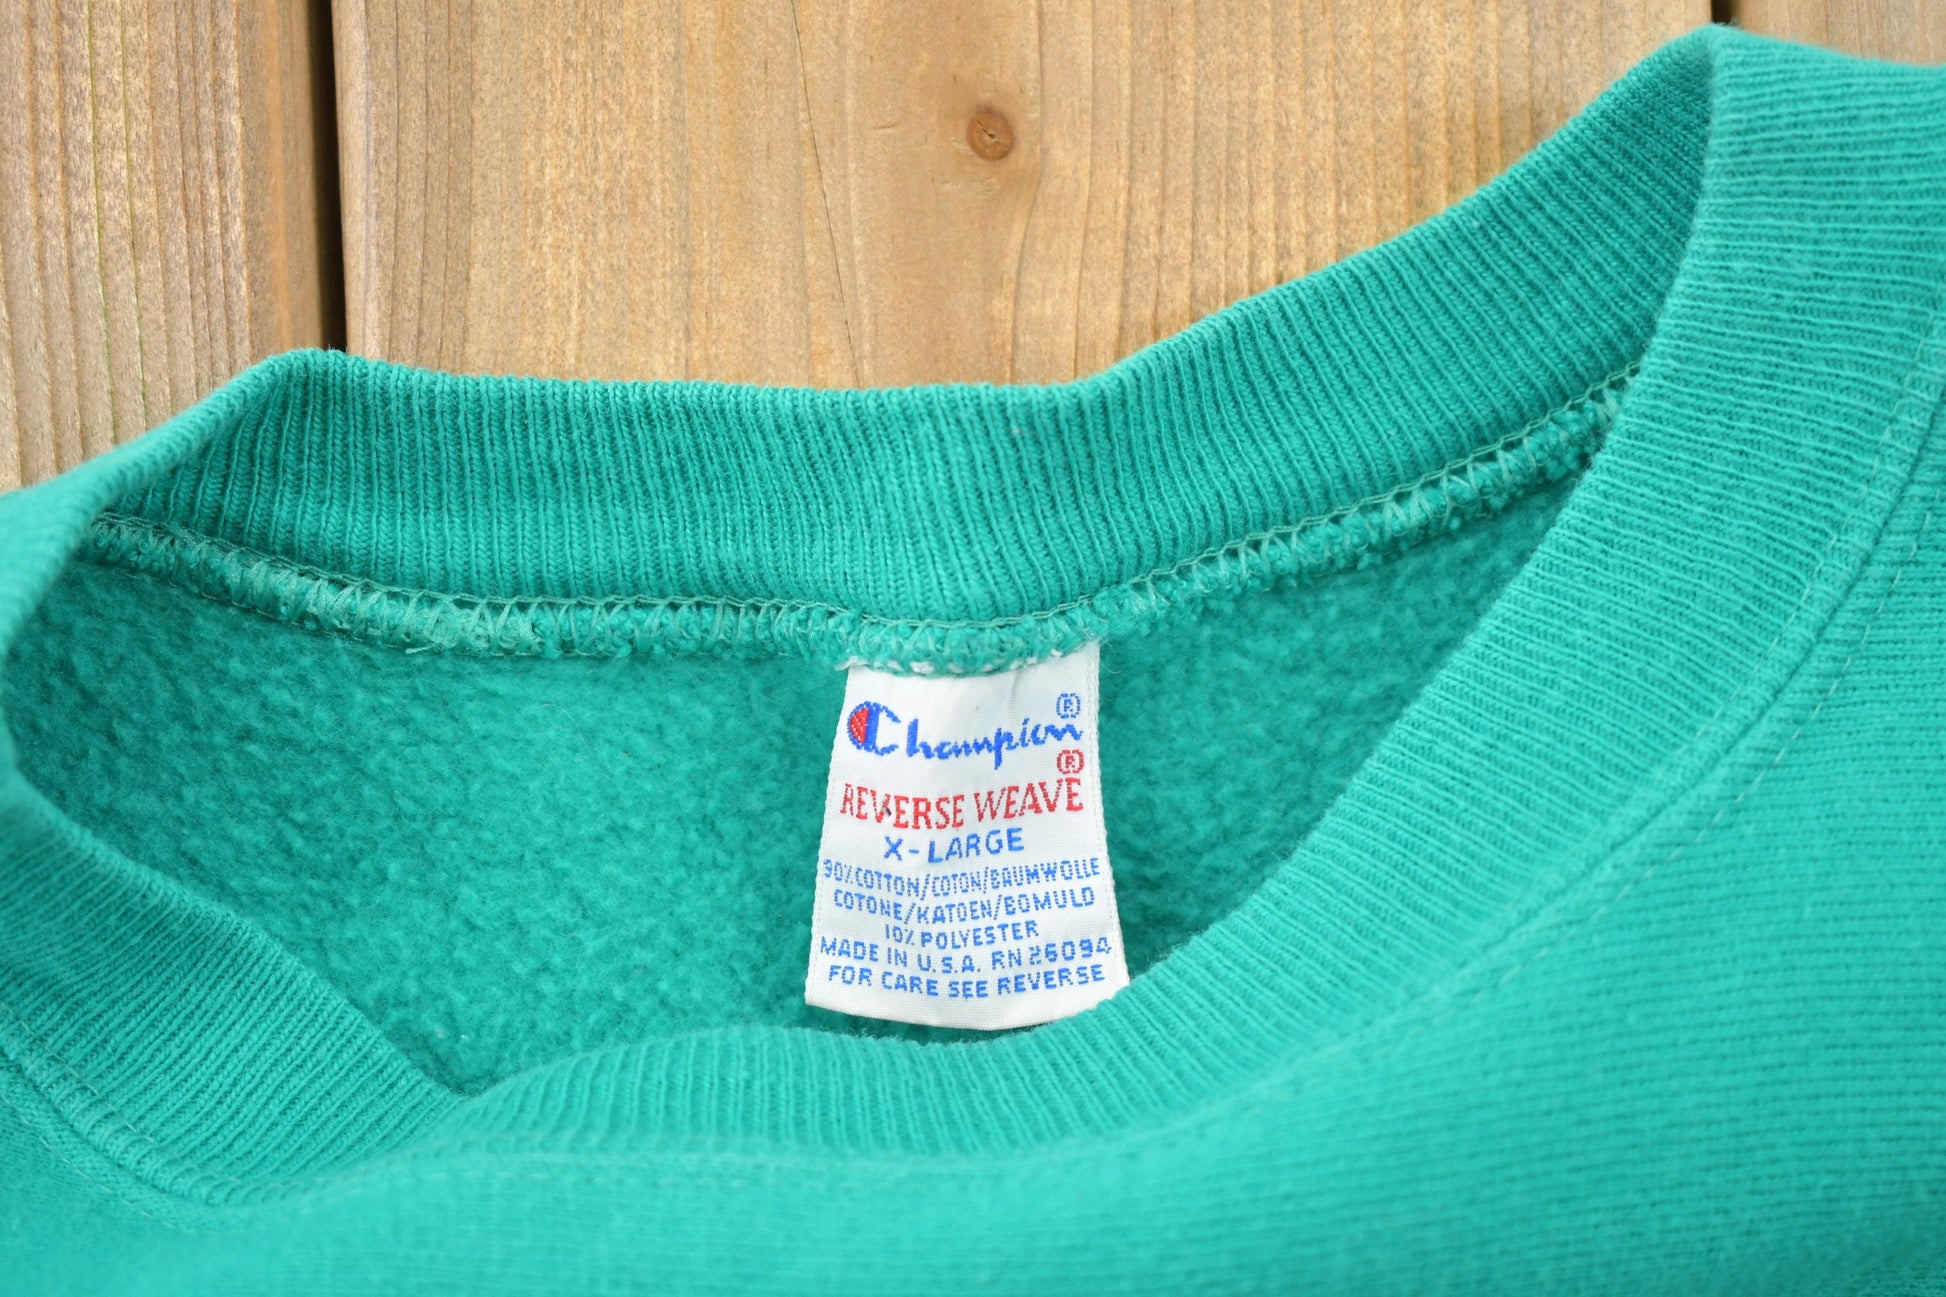 Champion®
REVERSE WEAVE®
X-LARGE
90% COTTON/COTON/BAUMWOLLE
COTONE/KATOEN/BOMULD
10% POLYESTER
MADE IN U.S.A. RN 26094
FOR CARE SEE REVERSE